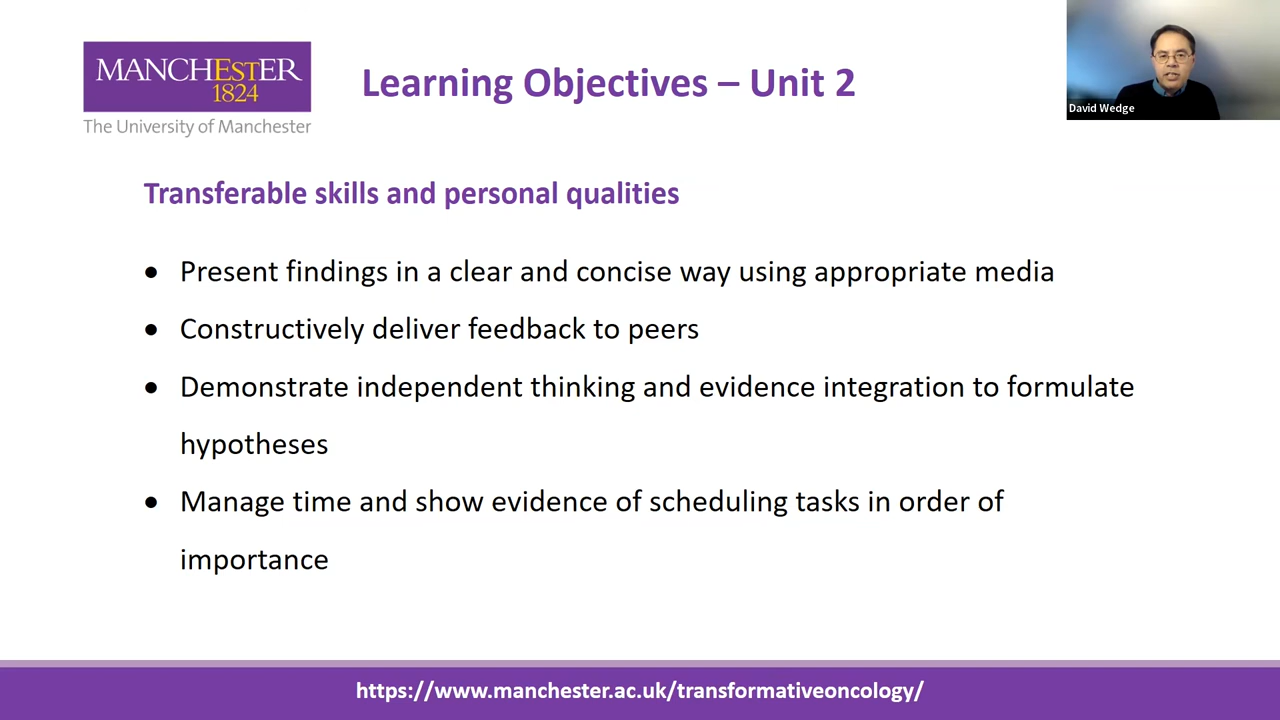 MANCHESTER
1824
The University of Manchester
Learning Objectives – Unit 2
David Wedge
Transferable skills and personal qualities
• Present findings in a clear and concise way using appropriate media
• Constructively deliver feedback to peers
• Demonstrate independent thinking and evidence integration to formulate
hypotheses
• Manage time and show evidence of scheduling tasks in order of
importance
https://www.manchester.ac.uk/transformativeoncology/